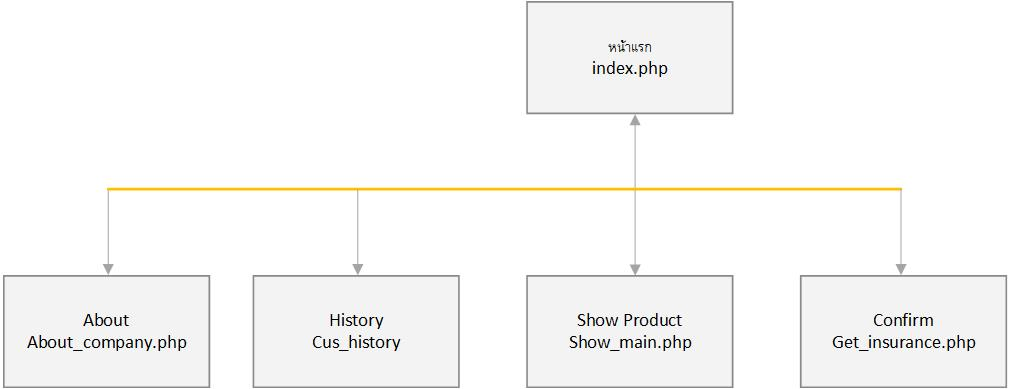 หน้าแรก
index.php
About
About_company.php
History
Cus_history
Show Product
Show_main.php
Confirm
Get_insurance.php